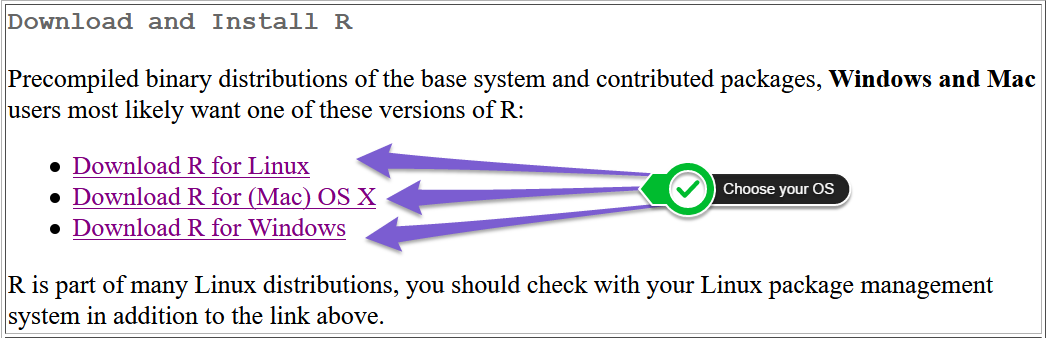 Download and Install R
Precompiled binary distributions of the base system and contributed packages, Windows and Mac
users most likely want one of these versions of R:
Download R for Linux
Download R for (Mac) OS X
Download R for Windows
Choose your OS
R is part of many Linux distributions, you should check with your Linux package management
system in addition to the link above.